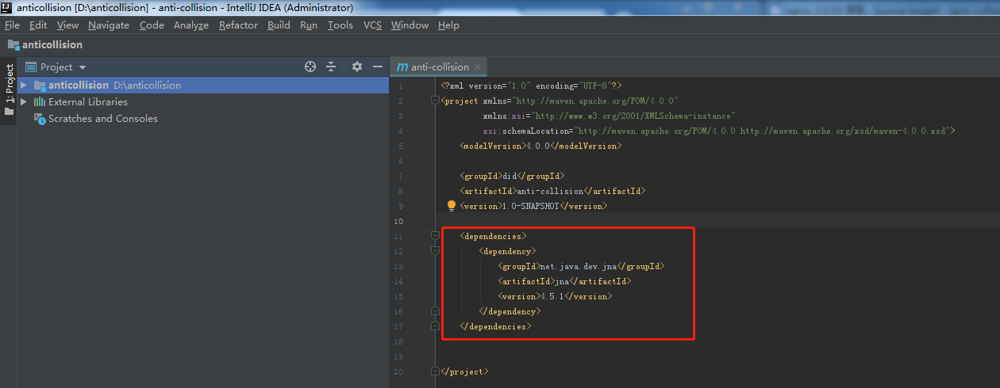 anticollision [D:\anticollision] - anti-collision - IntelliJ IDEA (Administrator)
File Edit View Navigate Code Analyze Refactor Build Run Tools VCS Window Help
anticollision
1: Project
Project
anticollision D:\anticollision
External Libraries
Scratches and Consoles
anti-collision
1 <?xml version="1.0" encoding="UTF-8"?>
2 <project xmlns="http://maven.apache.org/POM/4.0.0"
3 xmlns:xsi="http://www.w3.org/2001/XMLSchema-instance"
4 xsi:schemaLocation="http://maven.apache.org/POM/4.0.0 http://maven.apache.org/xsd/maven-4.0.0.xsd">
5 <modelVersion>4.0.0</modelVersion>
6
7 <groupId>did</groupId>
8 <artifactId>anti-collision</artifactId>
9 <version>1.0-SNAPSHOT</version>
10
11 <dependencies>
12 <dependency>
13 <groupId>net.java.dev.jna</groupId>
14 <artifactId>jna</artifactId>
15 <version>4.5.1</version>
16 </dependency>
17 </dependencies>
18
19
20 </project>